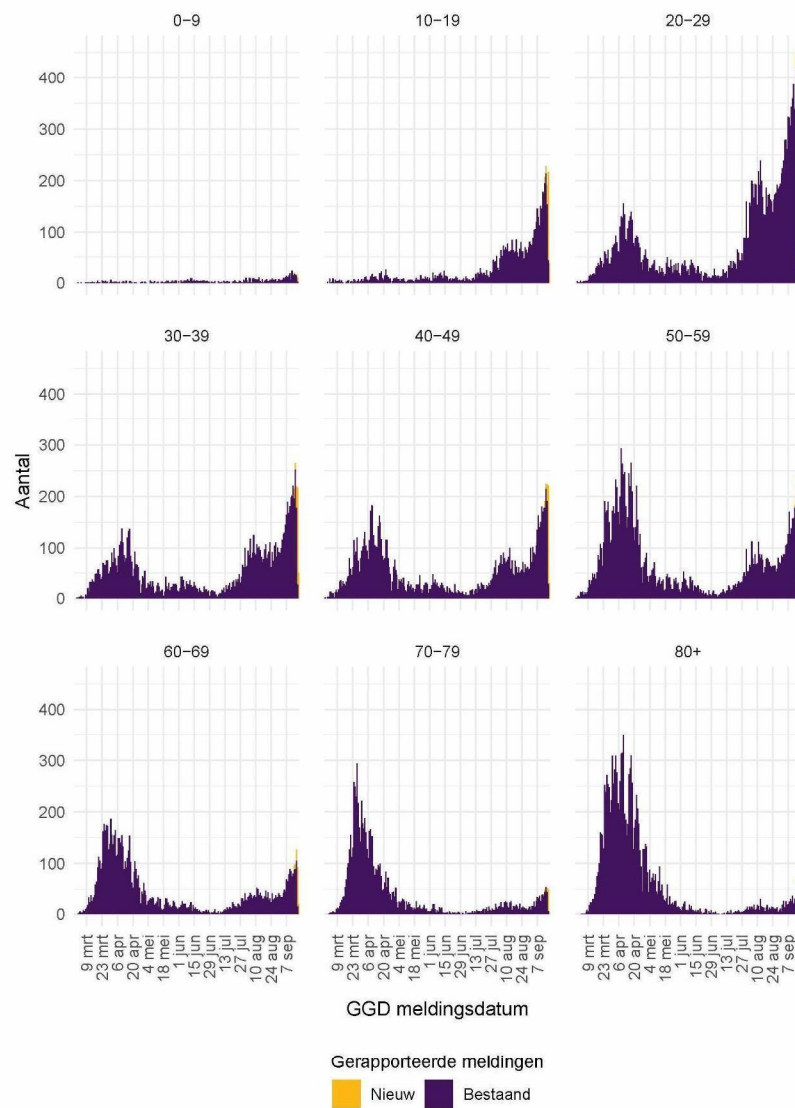 0−9
10−19
20−29
400
300
200
100
0
30−39
40−49
50−59
400
300
200
100
0
Aantal
60−69
70−79
80+
400
300
200
100
0
9 mrt
23 mrt
6 apr
20 apr
4 mei
18 mei
1 jun
15 jun
29 jun
13 jul
27 jul
10 aug
24 aug
7 sep
9 mrt
23 mrt
6 apr
20 apr
4 mei
18 mei
1 jun
15 jun
29 jun
13 jul
27 jul
10 aug
24 aug
7 sep
9 mrt
23 mrt
6 apr
20 apr
4 mei
18 mei
1 jun
15 jun
29 jun
13 jul
27 jul
10 aug
24 aug
7 sep
GGD meldingsdatum
Gerapporteerde meldingen
Nieuw
Bestaand